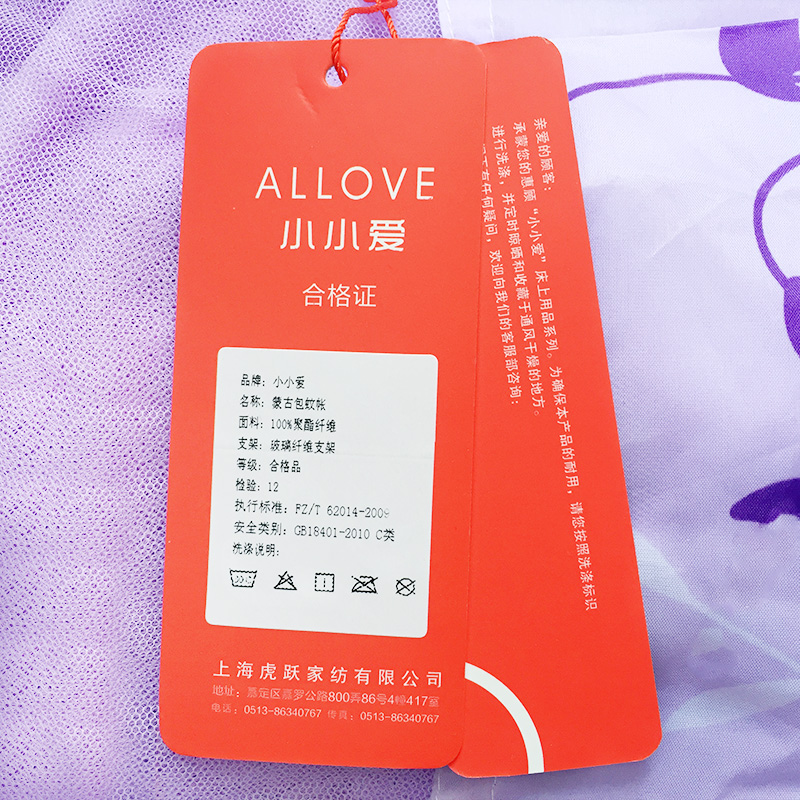 ALLOVE
小小爱
合格证
品牌：小小爱
名称：蒙古包蚊帐
面料：100%聚酯纤维
支架：玻璃纤维支架
等级：合格品
检验：12
执行标准：FZ/T 62014-2009
安全类别：GB18401-2010 C类
洗涤说明：
上海虎跃家纺有限公司
地址：嘉定区嘉罗公路800弄86号4幢417室
电话：0513-86340767 传真：0513-86340767
亲爱的顾客：
承蒙您的惠顾“小小爱”床上用品系列。为确保本产品的耐用，请您按照洗涤标识
进行洗涤，并定时晾晒和收藏于通风干燥的地方。
有任何疑问，欢迎向我们的客服部咨询：